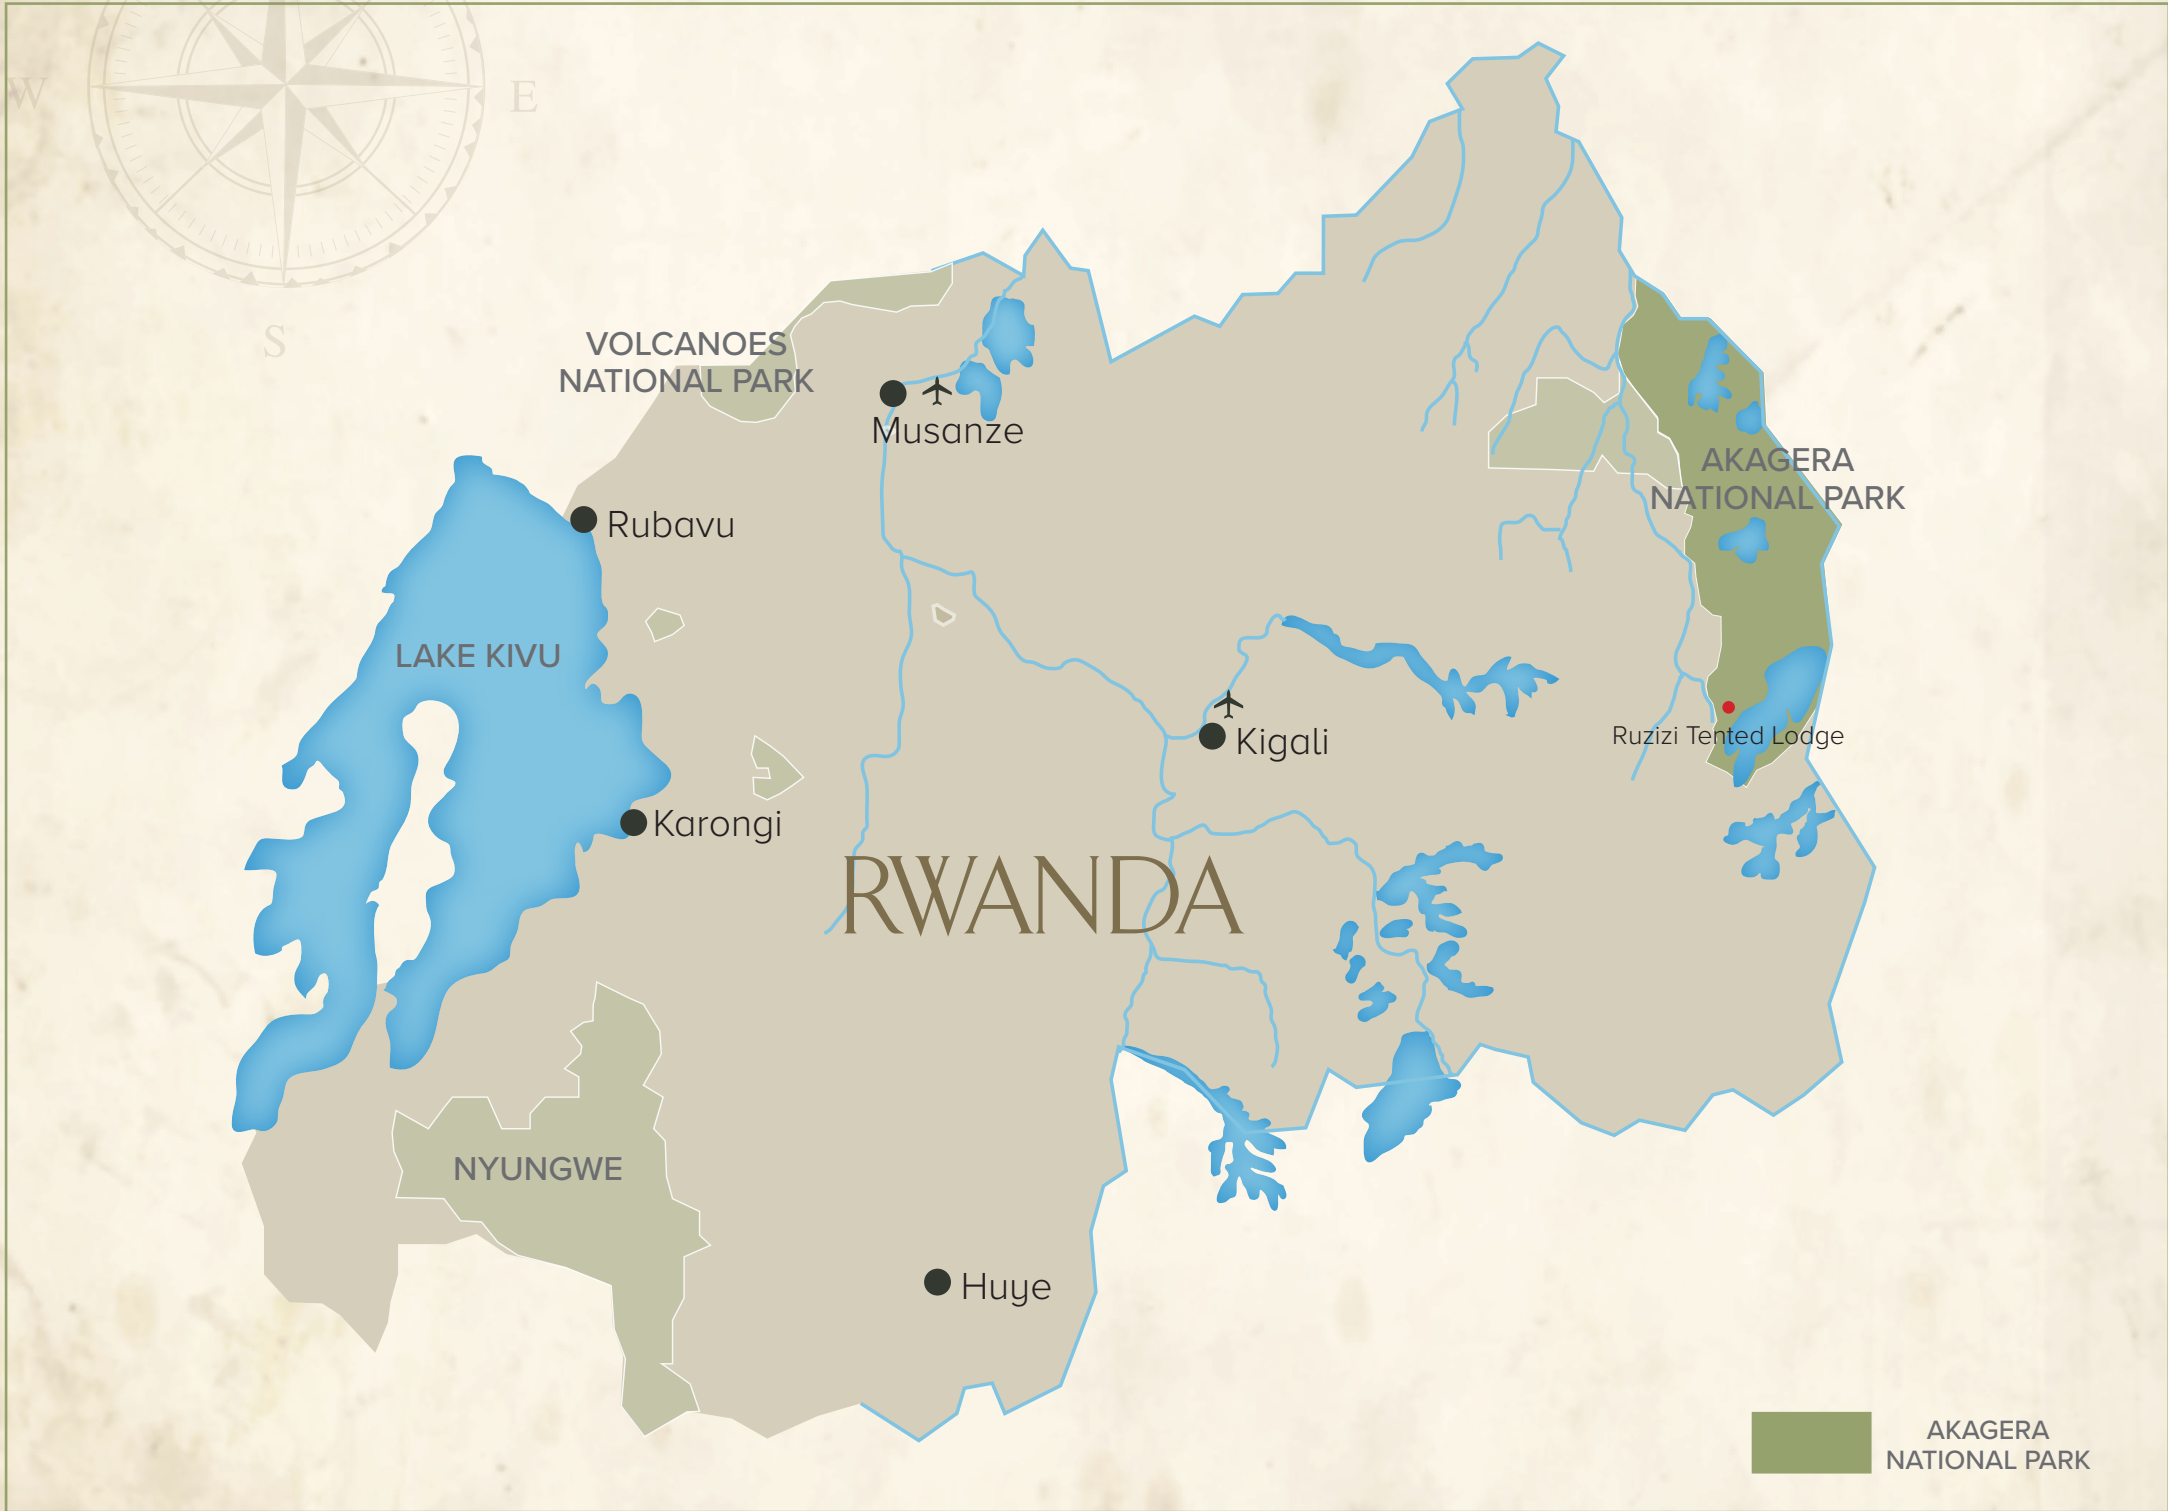 W
E
S
VOLCANOES
NATIONAL PARK
Musanze
AKAGERA
NATIONAL PARK
Rubavu
LAKE KIVU
Ruzizi Tented Lodge
Kigali
Karongi
RWANDA
NYUNGWE
Huye
AKAGERA
NATIONAL PARK